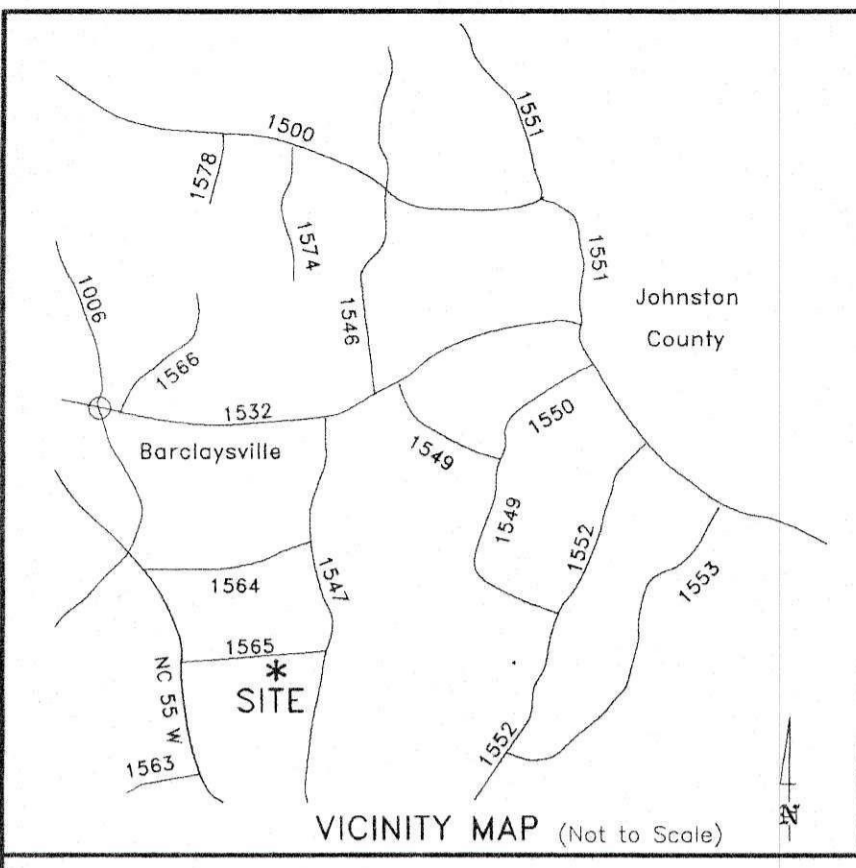 1551
1500
1578
1574
1551
1006
Johnston
County
1546
1566
1532
1550
Barclaysville
1549
1549
1552
1564
1547
1553
1565
*
SITE
NC 55 W
1552
1563
VICINITY MAP (Not to Scale)
N